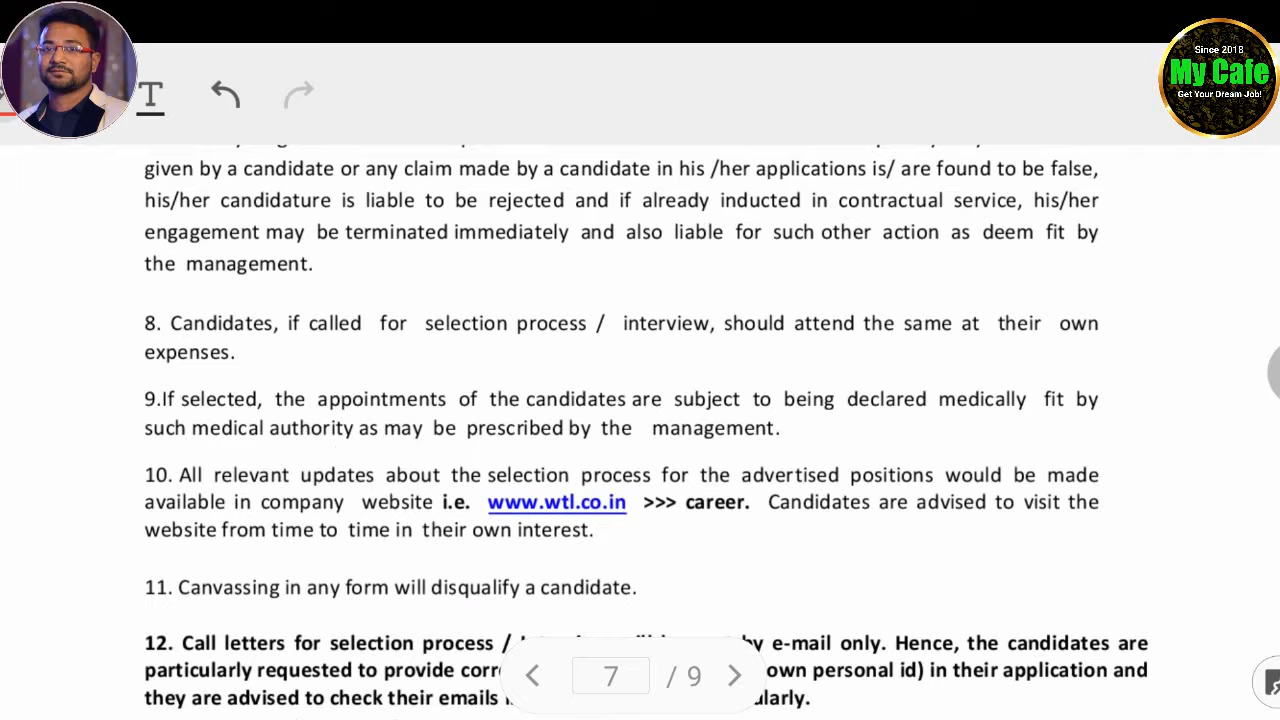 Since 2018
My Cafe
Get Your Dream Job!
T
given by a candidate or any claim made by a candidate in his /her applications is/ are found to be false,
his/her candidature is liable to be rejected and if already inducted in contractual service, his/her
engagement may be terminated immediately and also liable for such other action as deem fit by
the management.
8. Candidates, if called for selection process / interview, should attend the same at their own
expenses.
9.If selected, the appointments of the candidates are subject to being declared medically fit by
such medical authority as may be prescribed by the management.
10. All relevant updates about the selection process for the advertised positions would be made
available in company website i.e. www.wtl.co.in >>> career. Candidates are advised to visit the
website from time to time in their own interest.
11. Canvassing in any form will disqualify a candidate.
12. Call letters for selection process / by e-mail only. Hence, the candidates are
particularly requested to provide own personal id) in their application and
they are advised to check their emails
7 / 9